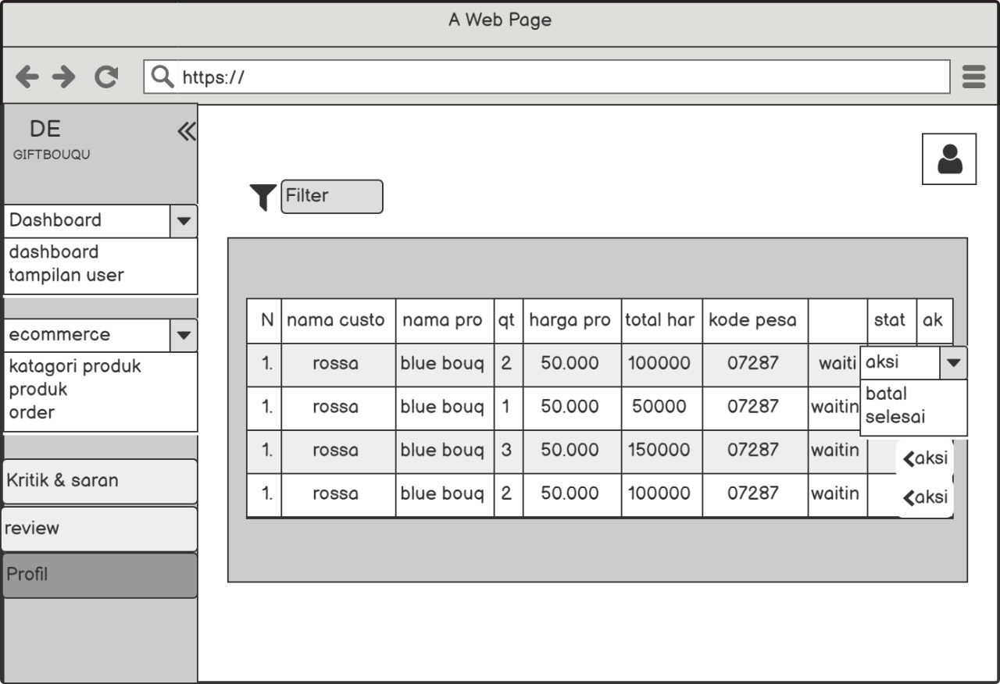 A Web Page
https://
DE
GIFTBOUQU
Dashboard
dashboard
tampilan user
ecommerce
katagori produk
produk
order
Kritik & saran
review
Profil
Filter
N nama custo nama pro qt harga pro total har kode pesa stat ak
1. rossa blue bouq 2 50.000 100000 07287 waiti aksi
batal
selesai
1. rossa blue bouq 1 50.000 50000 07287 waitin
1. rossa blue bouq 3 50.000 150000 07287 waitin aksi
1. rossa blue bouq 2 50.000 100000 07287 waitin aksi